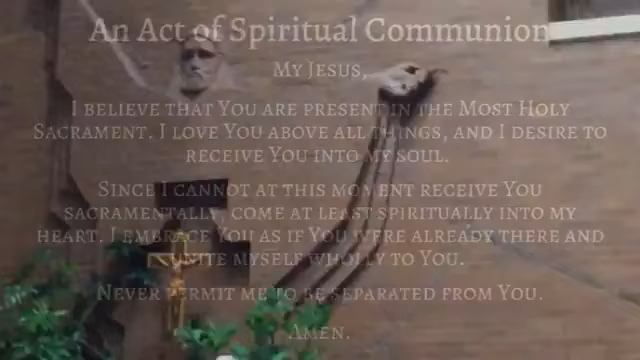 An Act of Spiritual Communion
My Jesus,
I believe that You are present in the Most Holy
Sacrament. I love You above all things, and I desire to
receive You into my soul.
Since I cannot at this moment receive You
sacramentally, come at least spiritually into my
heart. I embrace You as if You were already there and
unite myself wholly to You.
Never permit me to be separated from You.
Amen.